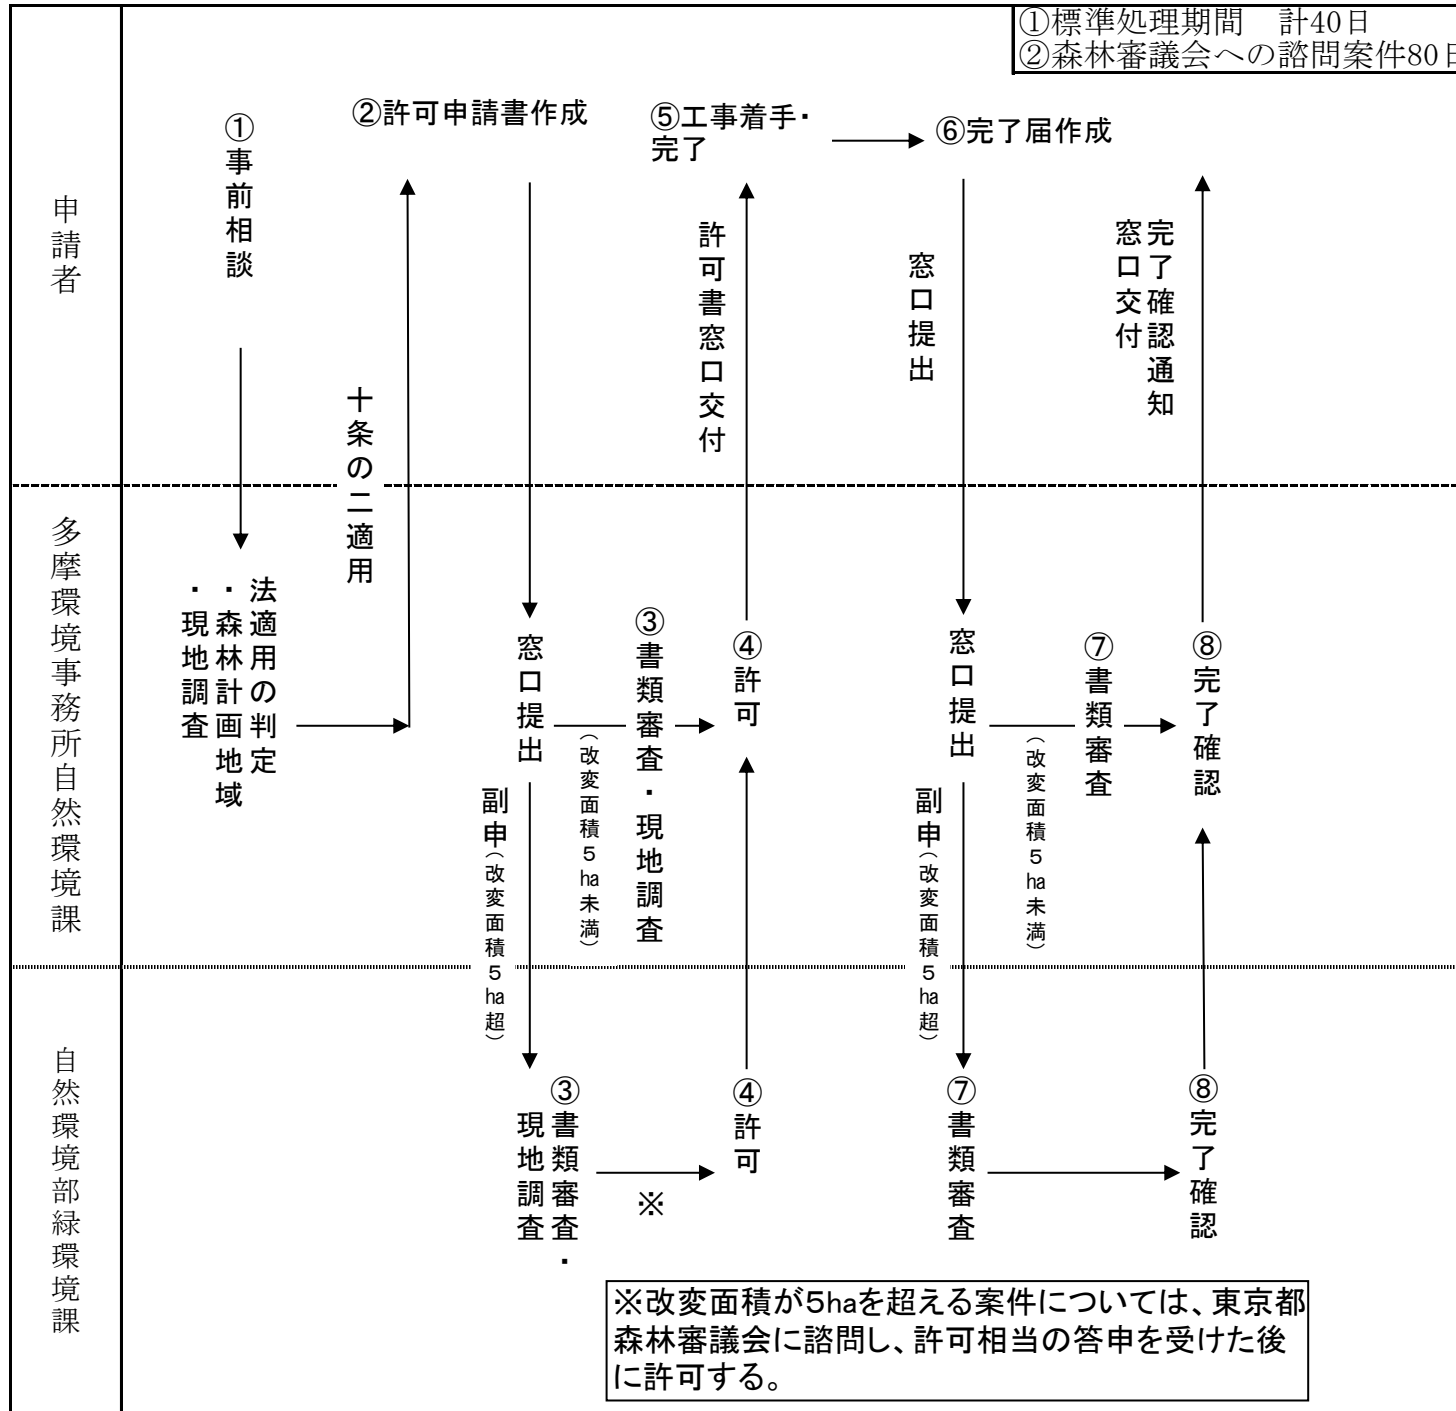 ①標準処理期間　計40日
②森林審議会への諮問案件80日
申請者
①事前相談
②許可申請書作成
⑤工事着手・
完了
⑥完了届作成
十条の二適用
許可書窓口交付
窓口提出
完了確認通知
窓口交付
多摩環境事務所自然環境課
法適用の判定
・森林計画地域
・現地調査
窓口提出
③書類審査・現地調査
（改変面積５ha未満）
④許可
副申（改変面積５ha超）
窓口提出
⑦書類審査
（改変面積５ha未満）
⑧完了確認
副申（改変面積５ha超）
自然環境部緑環境課
③書類審査・
現地調査
※
④許可
⑦書類審査
⑧完了確認
※改変面積が5haを超える案件については、東京都
森林審議会に諮問し、許可相当の答申を受けた後
に許可する。